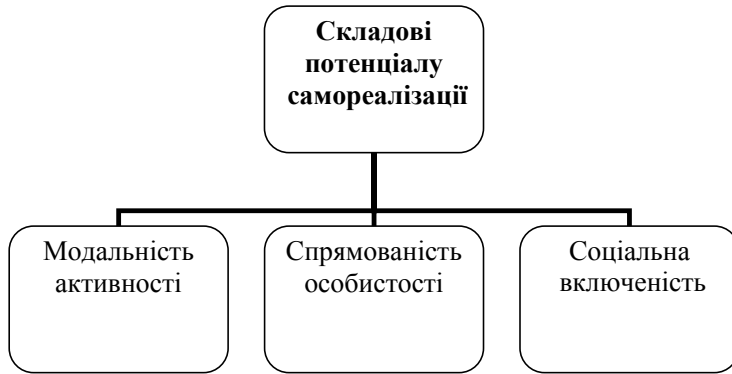 Складові
потенціалу
самореалізації
Модальність
активності
Спрямованість
особистості
Соціальна
включеність